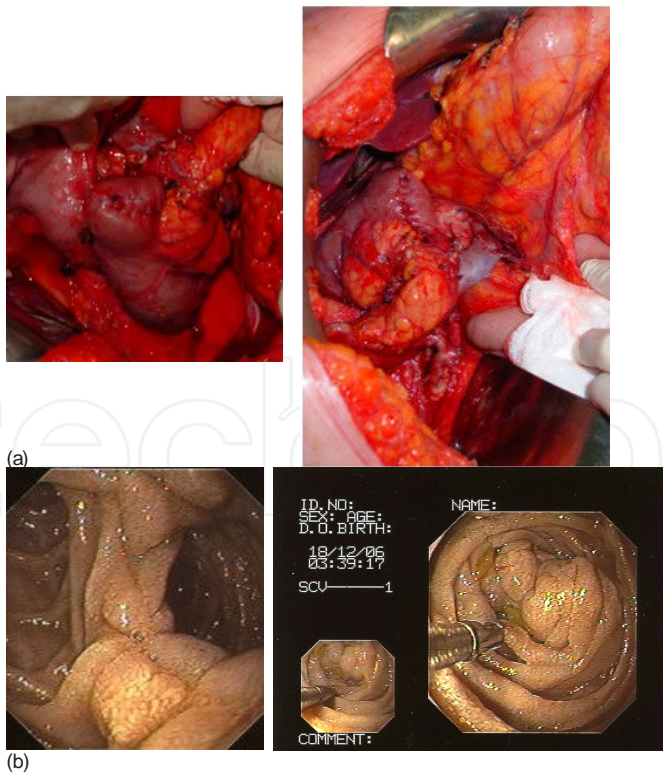 (a)
ID.NO:
NAME:
SEX: AGE:
D.O.BIRTH:
18/12/06
03:39:17
SCV------1
COMMENT:
(b)